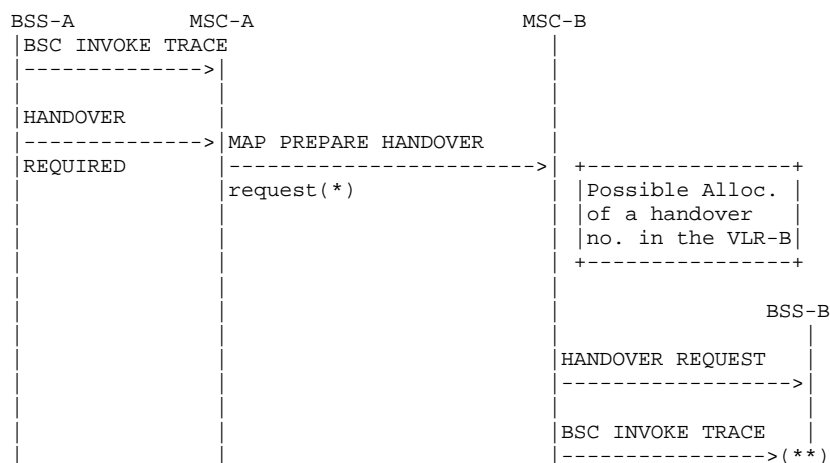 BSS-A MSC-A MSC-B
BSC INVOKE TRACE
HANDOVER
MAP PREPARE HANDOVER
REQUIRED
request(*)
Possible Alloc.
of a handover
no. in the VLR-B
BSS-B
HANDOVER REQUEST
BSC INVOKE TRACE
(**)